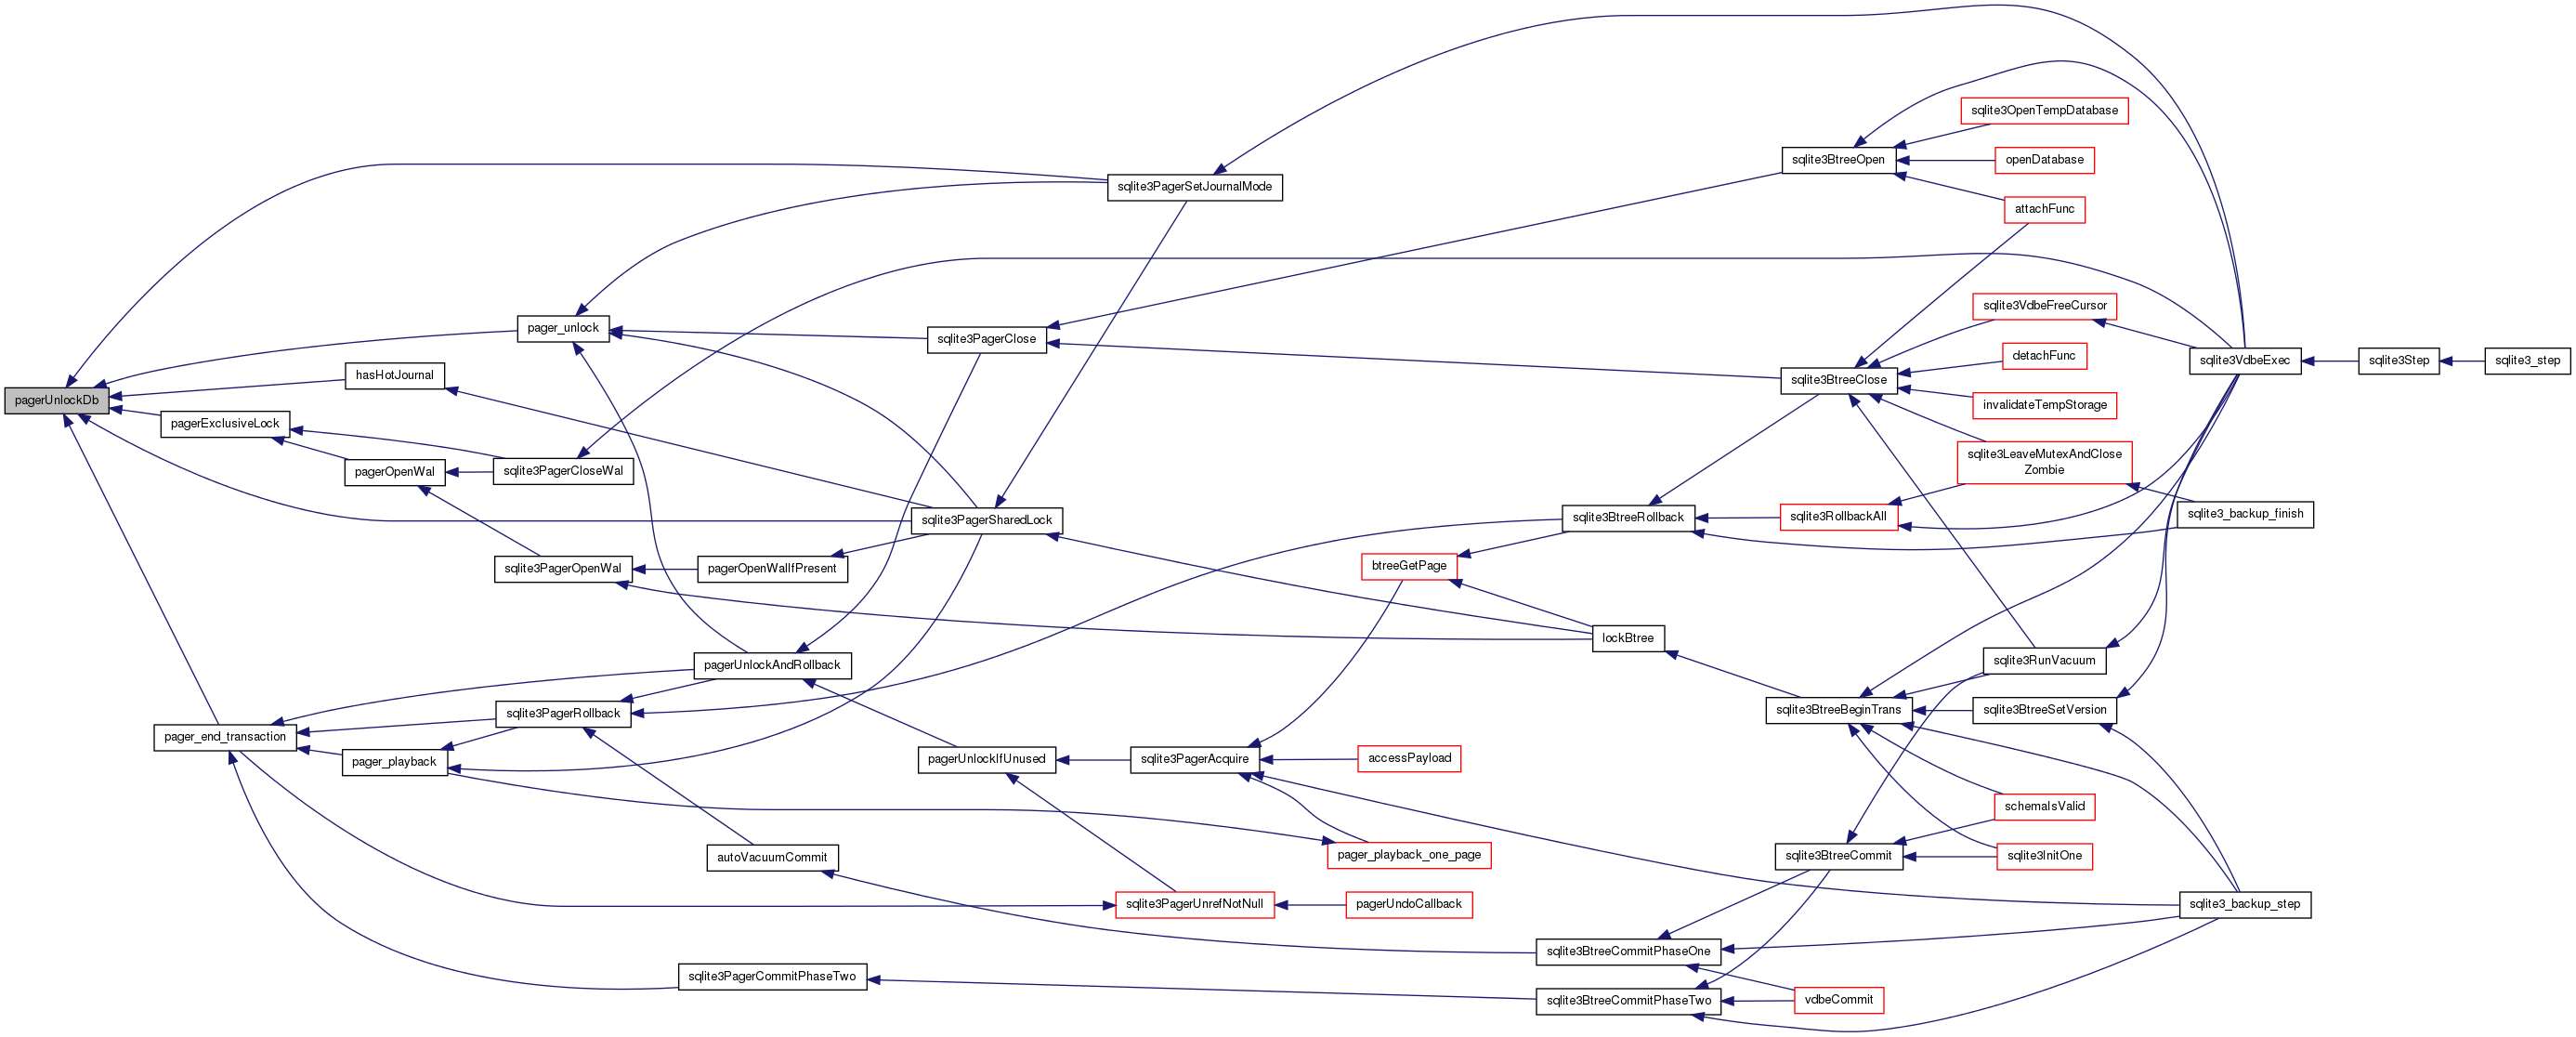 sqlite3OpenTempDatabase
sqlite3BtreeOpen
openDatabase
sqlite3PagerSetJournalMode
attachFunc
sqlite3VdbeFreeCursor
pager_unlock
sqlite3PagerClose
detachFunc
sqlite3VdbeExec
sqlite3Step
sqlite3_step
hasHotJournal
sqlite3BtreeClose
pagerUnlockDb
invalidateTempStorage
pagerExclusiveLock
sqlite3LeaveMutexAndClose
Zombie
pagerOpenWal
sqlite3PagerCloseWal
sqlite3PagerSharedLock
sqlite3BtreeRollback
sqlite3RollbackAll
sqlite3_backup_finish
sqlite3PagerOpenWal
pagerOpenWalIfPresent
btreeGetPage
lockBtree
pagerUnlockAndRollback
sqlite3RunVacuum
sqlite3PagerRollback
sqlite3BtreeBeginTrans
sqlite3BtreeSetVersion
pager_end_transaction
pager_playback
pagerUnlockIfUnused
sqlite3PagerAcquire
accessPayload
schemaIsValid
autoVacuumCommit
pager_playback_one_page
sqlite3BtreeCommit
sqlite3InitOne
sqlite3PagerUnrefNotNull
pagerUndoCallback
sqlite3_backup_step
sqlite3BtreeCommitPhaseOne
sqlite3PagerCommitPhaseTwo
sqlite3BtreeCommitPhaseTwo
vdbeCommit